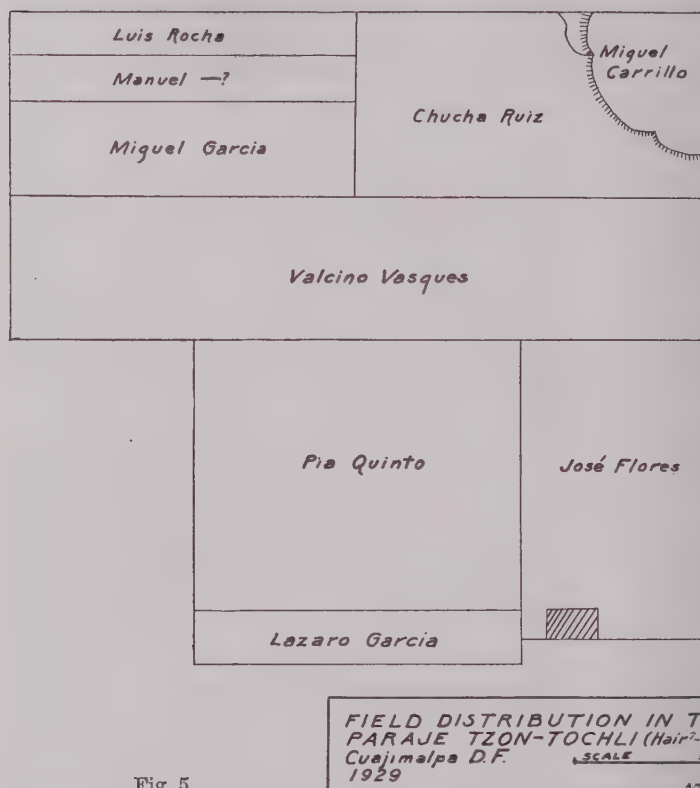 Luis Rocha
Manuel —?
Miguel Garcia
Chucha Ruiz
Miguel
Carrillo
Valcino Vasques
Pia Quinto
José Flores
Lazaro Garcia
FIELD DISTRIBUTION IN T
PARAJE TZON-TOCHLI (Hair?-
Cuajimalpa D.F.
SCALE
1929
Fig 5